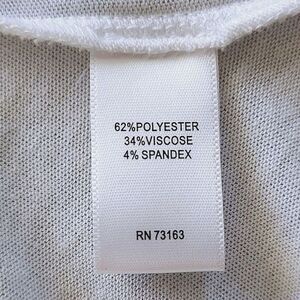 62%POLYESTER
34%VISCOSE
4% SPANDEX
RN 73163